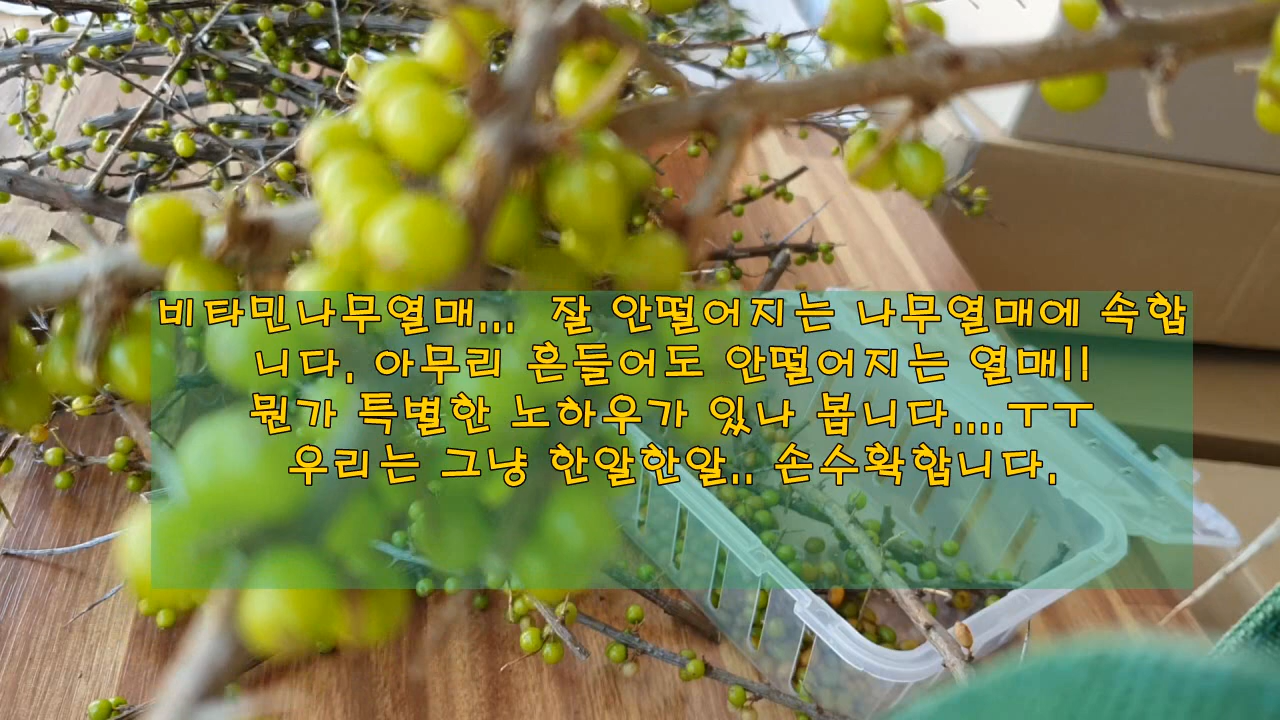 비타민나무열매... 잘 안떨어지는 나무열매에 속합
니다. 아무리 흔들어도 안떨어지는 열매!!
뭔가 특별한 노하우가 있나 봅니다....ㅜㅜ
우리는 그냥 한알한알.. 손수확합니다.